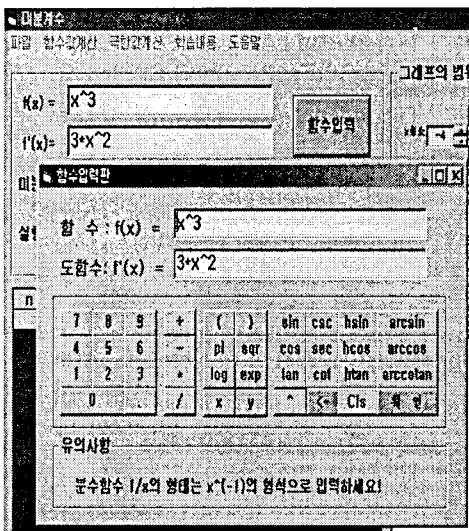 미분계수
파일 함수값계산 극한값계산 학습내용 도움말
그래프의 범위
f(x)= x^3
함수입력
f'(x)= 3*x^2
x축: -4
함수입력판
함 수: f(x) = x^3
도함수: f'(x) = 3*x^2
n
7 8 9 + ( ) sin csc hsin arcsin
4 5 6 - pi sqr cos sec hcos arccos
1 2 3 * log exp tan cot htan arccotan
0 . / x y ^ <- Cls 확 인
유의사항
분수함수 1/x의 형태는 x^(-1)의 형식으로 입력하세요!